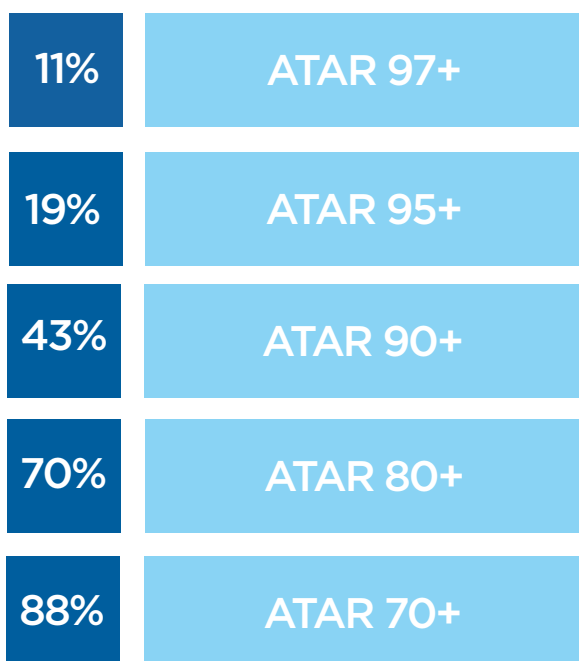 11% ATAR 97+
19% ATAR 95+
43% ATAR 90+
70% ATAR 80+
88% ATAR 70+